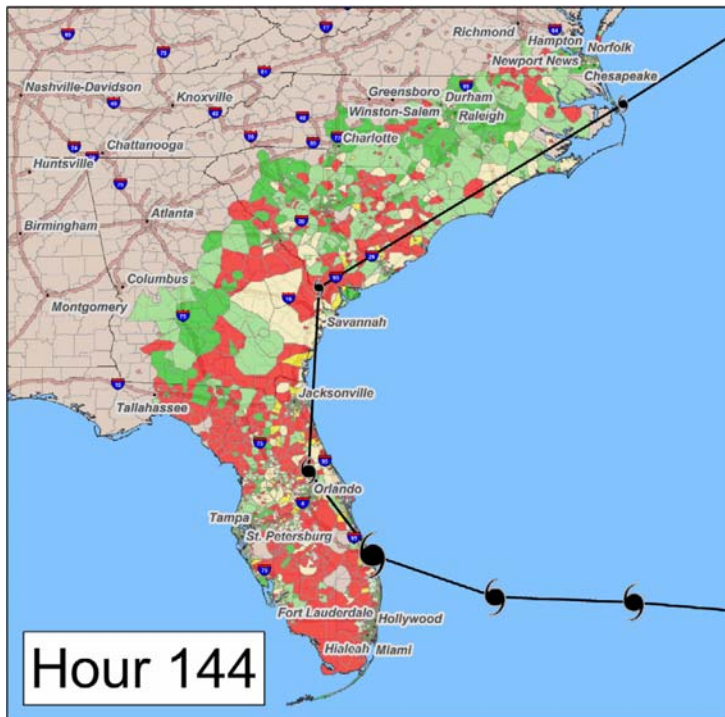 Richmond
Hampton
Norfolk
Newport News
Chesapeake
Nashville-Davidson
Knoxville
Greensboro
Durham
Winston-Salem
Raleigh
Charlotte
Chattanooga
Huntsville
Atlanta
Birmingham
Columbus
Montgomery
Savannah
Jacksonville
Tallahassee
Orlando
Tampa
St. Petersburg
Fort Lauderdale
Hollywood
Hialeah
Miami
Hour 144